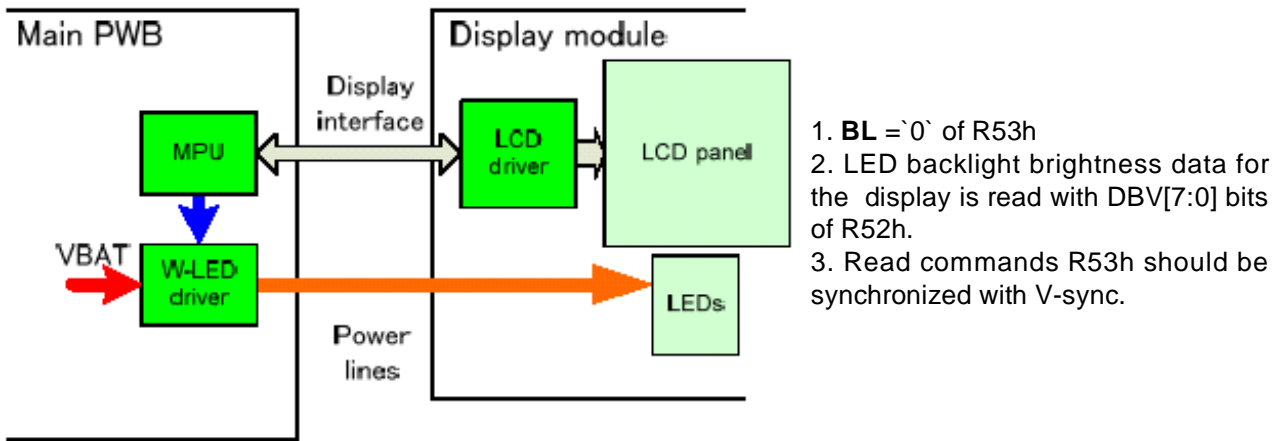 Main PWB
Display module
Display
interface
MPU
LCD
driver
LCD panel
VBAT
W-LED
driver
LEDs
Power
lines
1. BL =`0` of R53h
2. LED backlight brightness data for
the display is read with DBV[7:0] bits
of R52h.
3. Read commands R53h should be
synchronized with V-sync.